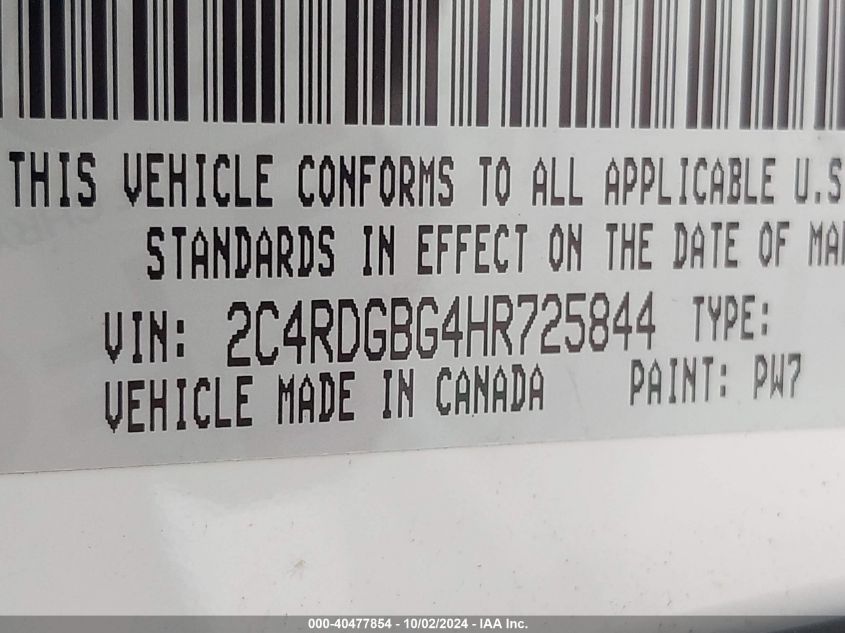 THIS VEHICLE CONFORMS TO ALL APPLICABLE U.S
STANDARDS IN EFFECT ON THE DATE OF MA
VIN: 2C4RDGBG4HR725844 TYPE:
VEHICLE MADE IN CANADA PAINT: PW7
000-40477854 - 10/02/2024 - IAA Inc.